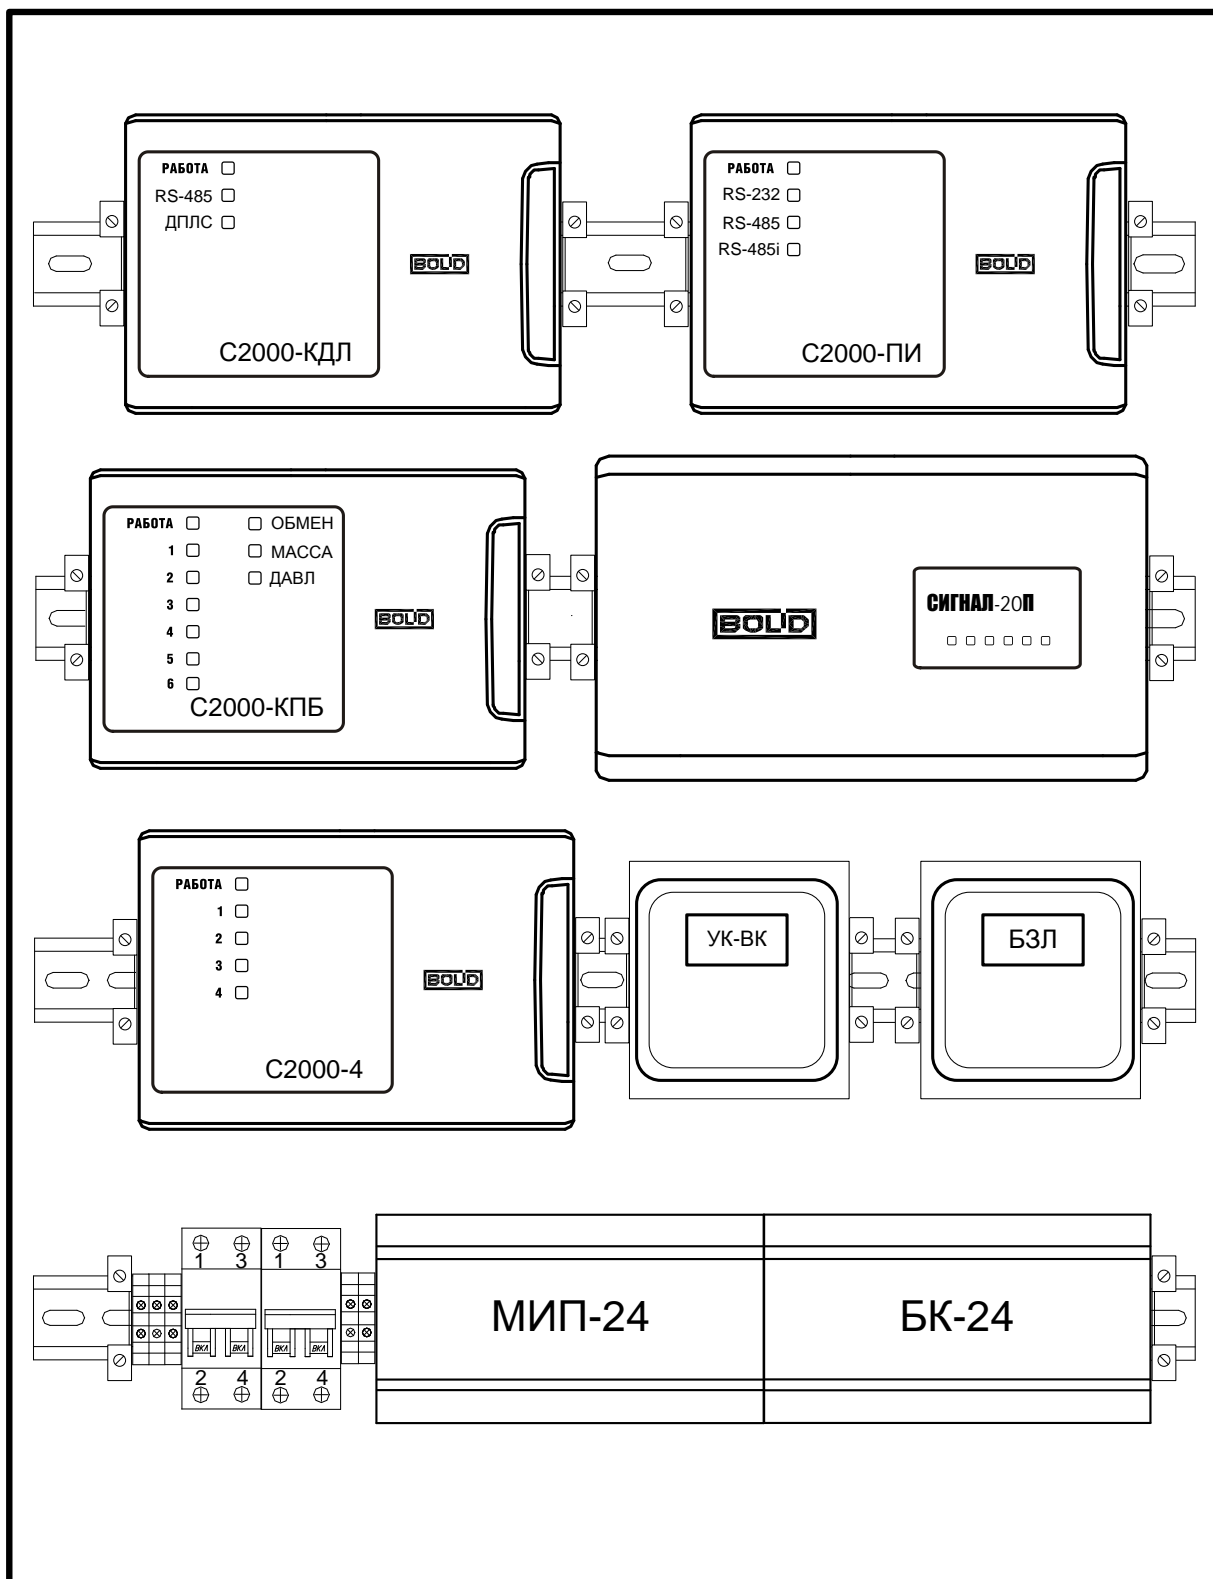 РАБОТА
RS-485
ДПЛС
BOLID
С2000-КДЛ
РАБОТА
RS-232
RS-485
RS-485i
BOLID
С2000-ПИ
РАБОТА
ОБМЕН
1
МАССА
2
ДАВЛ
3
4
5
6
BOLID
С2000-КПБ
BOLID
СИГНАЛ-20П
РАБОТА
1
2
3
4
BOLID
С2000-4
УК-ВК
БЗЛ
1 3 1 3
ВКЛ ВКЛ ВКЛ ВКЛ
2 4 2 4
МИП-24
БК-24